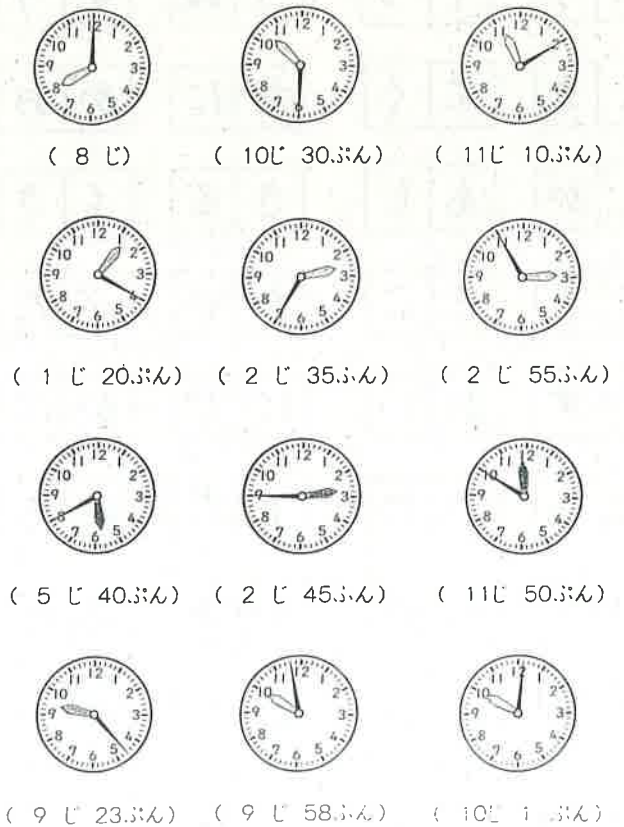 ( 8 じ) ( 10じ 30ぷん) ( 11じ 10ぷん)
( 1 じ 20ぷん) ( 2 じ 35ふん) ( 2 じ 55ふん)
( 5 じ 40ぷん) ( 2 じ 45ふん) ( 11じ 50ぷん)
( 9 じ 23ぷん) ( 9 じ 58ふん) ( 10じ 1 ぷん)